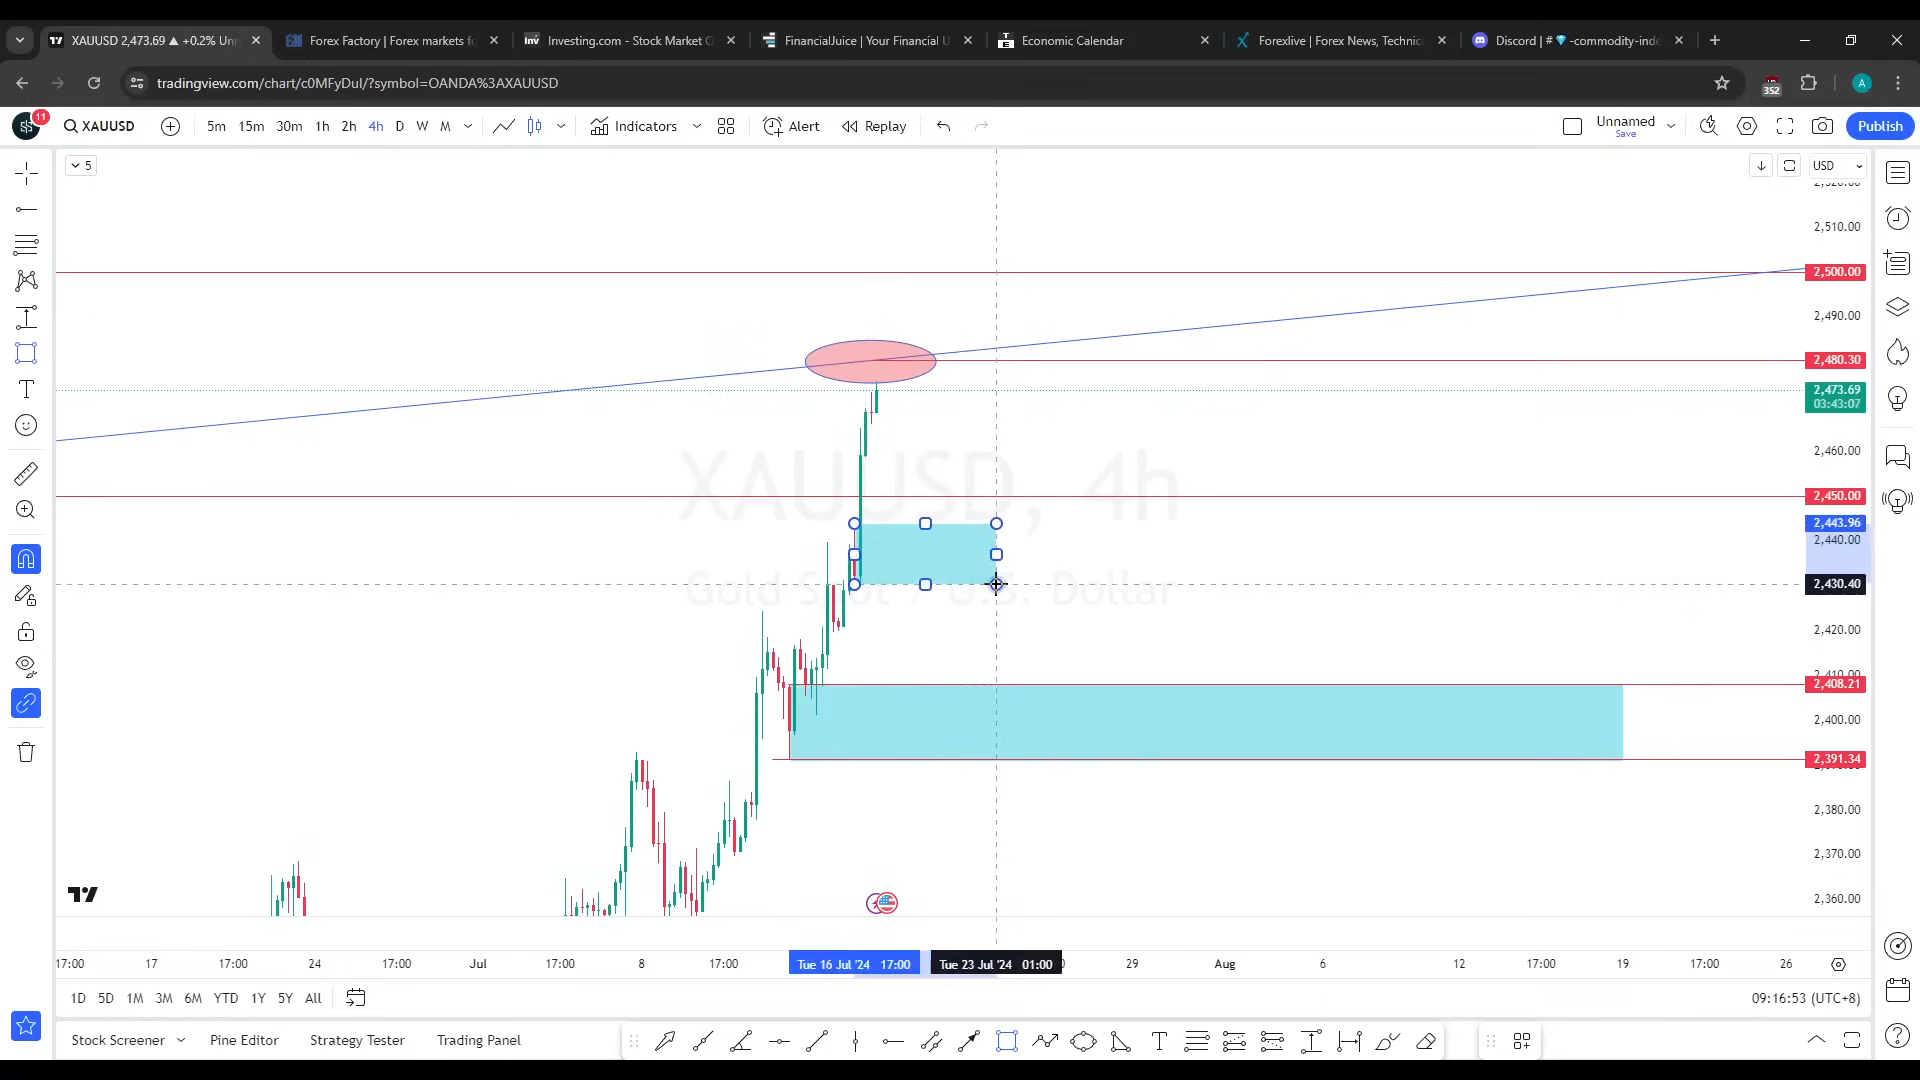 XAUUSD 2,473.69 ▲ +0.2% Un
Forex Factory | Forex markets f
Investing.com - Stock Market
FinancialJuice | Your Financial
Economic Calendar
Forexlive | Forex News, Technic
Discord | # 💎-commodity-ind
tradingview.com/chart/c0MFyDul/?symbol=OANDA%3AXAUUSD
352
A
11
XAUUSD
5m 15m 30m 1h 2h 4h D W M
Indicators
Alert
Replay
Unnamed
Save
Publish
5
USD
2,510.00
2,500.00
2,490.00
2,480.30
2,473.69
03:43:07
2,460.00
XAUUSD, 4h
2,450.00
2,443.96
2,440.00
Gold Spot / U.S. Dollar
2,430.40
2,420.00
2,410.00
2,408.21
2,400.00
2,391.34
2,380.00
2,370.00
2,360.00
17:00 17 17:00 24 17:00 Jul 17:00 8 17:00 Tue 16 Jul '24 17:00 Tue 23 Jul '24 01:00 29 Aug 6 12 17:00 19 17:00 26
1D 5D 1M 3M 6M YTD 1Y 5Y All
09:16:53 (UTC+8)
Stock Screener Pine Editor Strategy Tester Trading Panel